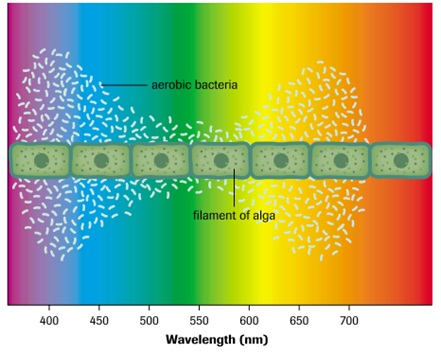 aerobic bacteria
filament of alga
400 450 500 550 600 650 700
Wavelength (nm)